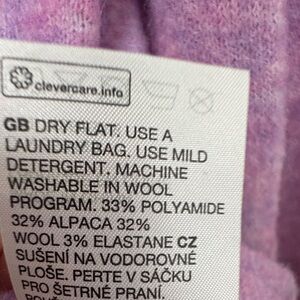 clevercare.info
GB DRY FLAT. USE A
LAUNDRY BAG. USE MILD
DETERGENT. MACHINE
WASHABLE IN WOOL
PROGRAM. 33% POLYAMIDE
32% ALPACA 32%
WOOL 3% ELASTANE CZ
SUŠENÍ NA VODOROVNÉ
PLOŠE. PERTE V SÁČKU
PRO ŠETRNÉ PRANÍ.